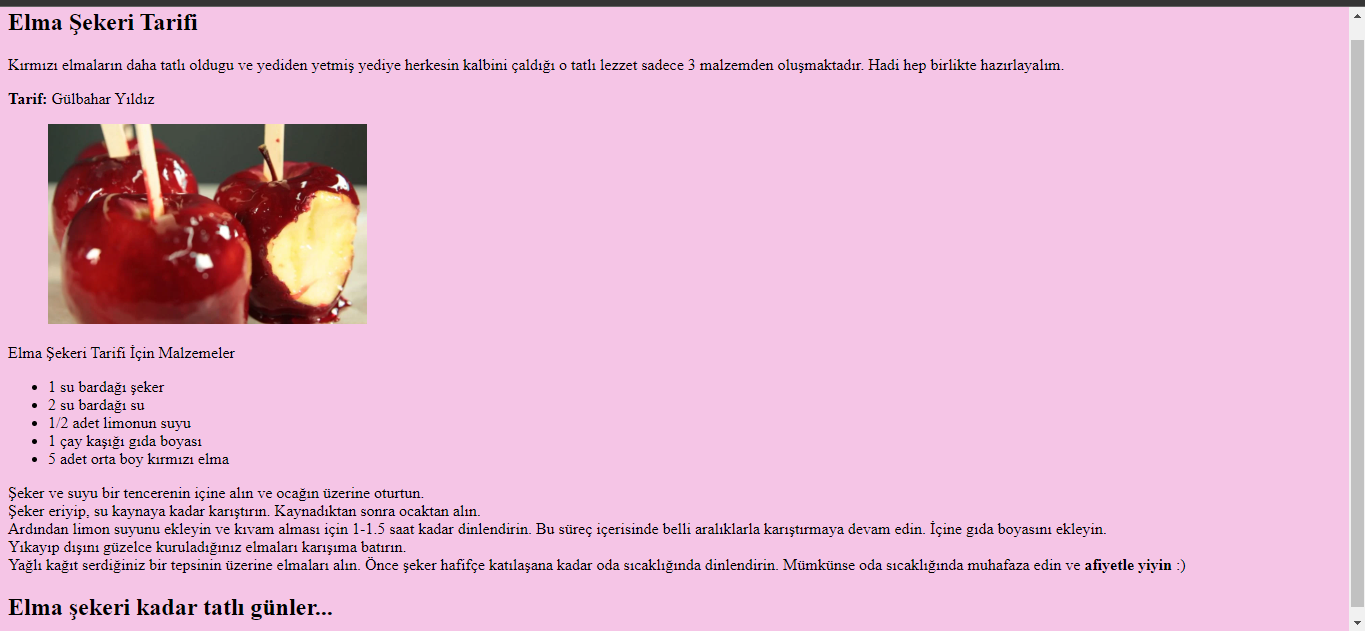 Elma Şekeri Tarifi
Kırmızı elmaların daha tatlı oldugu ve yediden yetmiş yediye herkesin kalbini çaldığı o tatlı lezzet sadece 3 malzemden oluşmaktadır. Hadi hep birlikte hazırlayalım.
Tarif: Gülbahar Yıldız
Elma Şekeri Tarifi İçin Malzemeler
• 1 su bardağı şeker
• 2 su bardağı su
• 1/2 adet limonun suyu
• 1 çay kaşığı gıda boyası
• 5 adet orta boy kırmızı elma
Şeker ve suyu bir tencerenin içine alın ve ocağın üzerine oturtun.
Şeker eriyip, su kaynaya kadar karıştırın. Kaynadıktan sonra ocaktan alın.
Ardından limon suyunu ekleyin ve kıvam alması için 1-1.5 saat kadar dinlendirin. Bu süreç içerisinde belli aralıklarla karıştırmaya devam edin. İçine gıda boyasını ekleyin.
Yıkayıp dışını güzelce kuruladığınız elmaları karışıma batırın.
Yağlı kağıt serdiğiniz bir tepsinin üzerine elmaları alın. Önce şeker hafifçe katılaşana kadar oda sıcaklığında dinlendirin. Mümkünse oda sıcaklığında muhafaza edin ve afiyetle yiyin :)
Elma şekeri kadar tatlı günler...